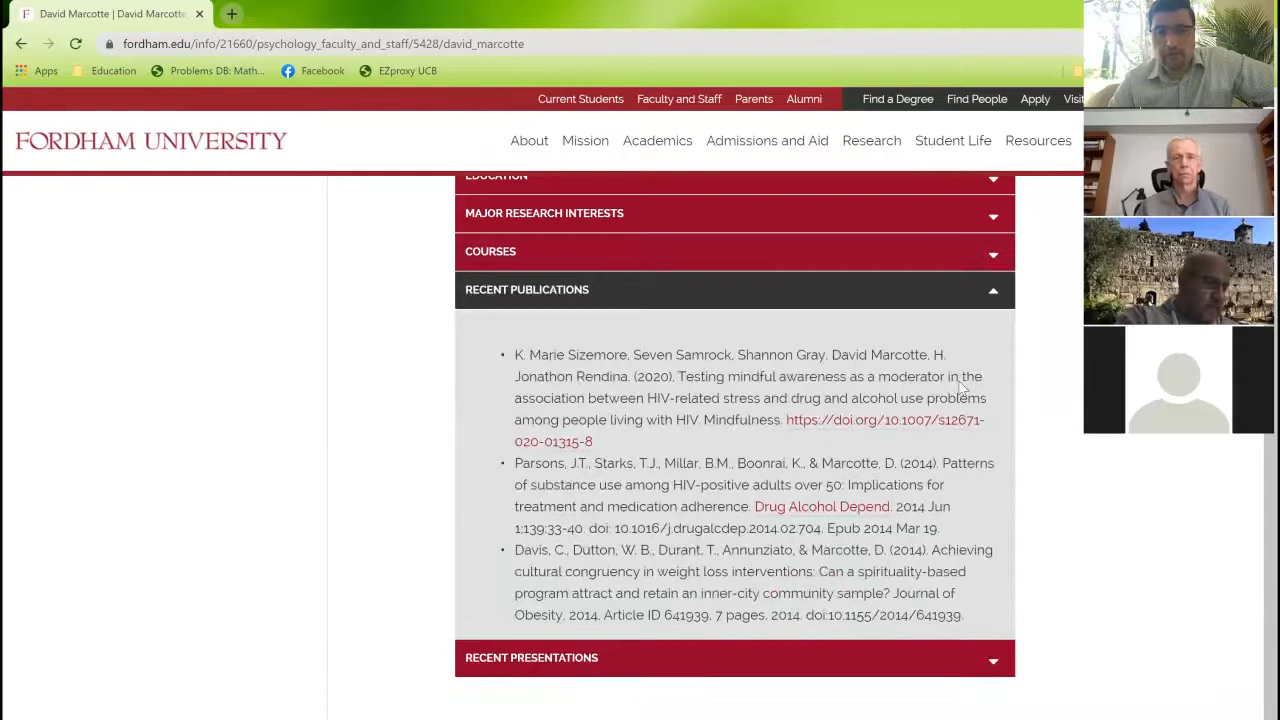 David Marcotte | David Marcotte
fordham.edu/info/21660/psychology_faculty_and_staff/5428/david_marcotte
Apps Education Problems DB: Math... Facebook EZproxy UCB
Current Students Faculty and Staff Parents Alumni Find a Degree Find People Apply Visit
FORDHAM UNIVERSITY
About Mission Academics Admissions and Aid Research Student Life Resources
EDUCATION
MAJOR RESEARCH INTERESTS
COURSES
RECENT PUBLICATIONS
• K. Marie Sizemore, Seven Samrock, Shannon Gray, David Marcotte, H.
Jonathon Rendina. (2020), Testing mindful awareness as a moderator in the
association between HIV-related stress and drug and alcohol use problems
among people living with HIV. Mindfulness. https://doi.org/10.1007/s12671-
020-01315-8
• Parsons, J.T., Starks, T.J., Millar, B.M., Boonrai, K., & Marcotte, D. (2014). Patterns
of substance use among HIV-positive adults over 50: Implications for
treatment and medication adherence. Drug Alcohol Depend. 2014 Jun
1;139:33-40. doi: 10.1016/j.drugalcdep.2014.02.704. Epub 2014 Mar 19.
• Davis, C., Dutton, W. B., Durant, T., Annunziato, & Marcotte, D. (2014). Achieving
cultural congruency in weight loss interventions: Can a spirituality-based
program attract and retain an inner-city community sample? Journal of
Obesity, 2014, Article ID 641939, 7 pages, 2014. doi:10.1155/2014/641939.
RECENT PRESENTATIONS